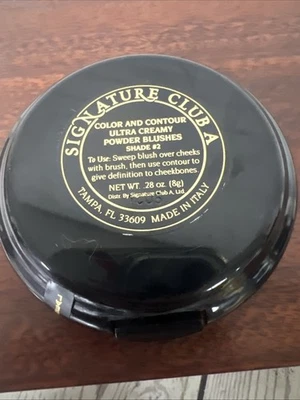 SIGNATURE CLUB A
COLOR AND CONTOUR
ULTRA CREAMY
POWDER BLUSHES
SHADE #2
To Use: Sweep blush over cheeks
with brush, then use contour to
give definition to cheekbones.
NET WT. .28 oz. (8g)
Distr. By Signature Club A, Ltd.
TAMPA, FL 33609 MADE IN ITALY